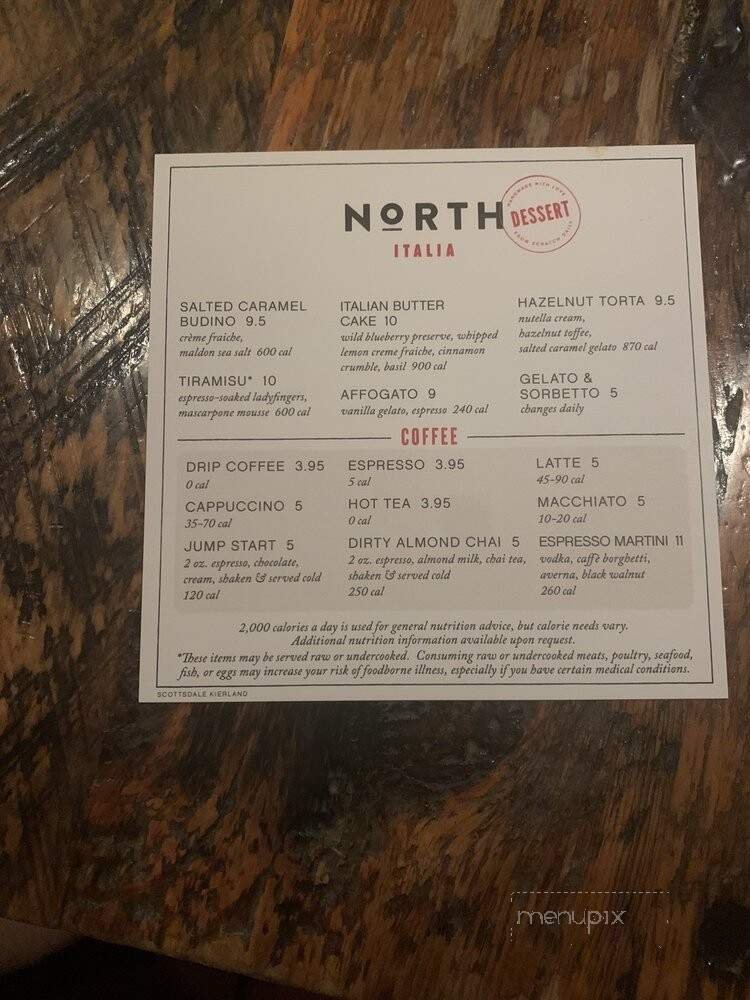 NORTH
ITALIA
HANDMADE WITH LOVE
DESSERT
FROM SCRATCH DAILY
SALTED CARAMEL
BUDINO 9.5
crème fraiche,
maldon sea salt 600 cal
TIRAMISU* 10
espresso-soaked ladyfingers,
mascarpone mousse 600 cal
ITALIAN BUTTER
CAKE 10
wild blueberry preserve, whipped
lemon creme fraiche, cinnamon
crumble, basil 900 cal
AFFOGATO 9
vanilla gelato, espresso 240 cal
HAZELNUT TORTA 9.5
nutella cream,
hazelnut toffee,
salted caramel gelato 870 cal
GELATO &
SORBETTO 5
changes daily
COFFEE
DRIP COFFEE 3.95
0 cal
ESPRESSO 3.95
5 cal
LATTE 5
45-90 cal
CAPPUCCINO 5
35-70 cal
HOT TEA 3.95
0 cal
MACCHIATO 5
10-20 cal
JUMP START 5
2 oz. espresso, chocolate,
cream, shaken & served cold
120 cal
DIRTY ALMOND CHAI 5
2 oz. espresso, almond milk, chai tea,
shaken & served cold
250 cal
ESPRESSO MARTINI 11
vodka, caffè borghetti,
averna, black walnut
260 cal
2,000 calories a day is used for general nutrition advice, but calorie needs vary.
Additional nutrition information available upon request.
*These items may be served raw or undercooked. Consuming raw or undercooked meats, poultry, seafood,
fish, or eggs may increase your risk of foodborne illness, especially if you have certain medical conditions.
SCOTTSDALE KIERLAND
menupix